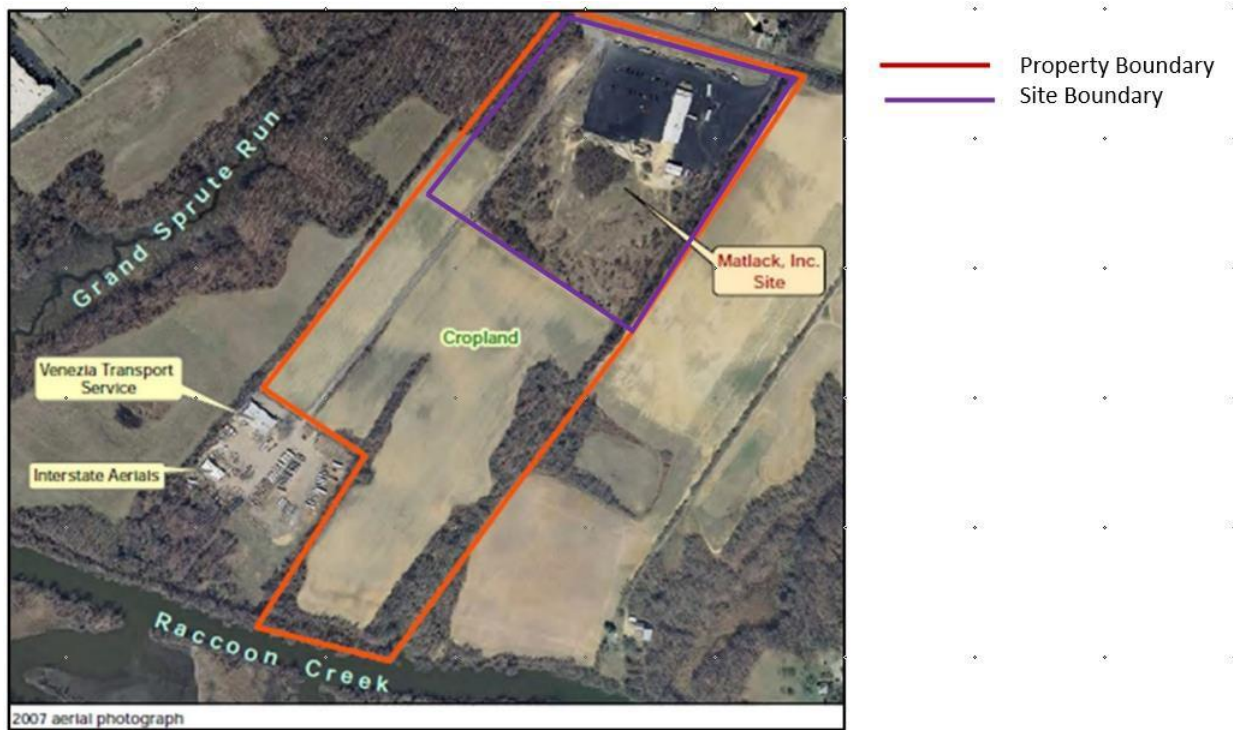 Property Boundary
Site Boundary
Grand Sprute Run
Matlack, Inc.
Site
Cropland
Venezia Transport
Service
Interstate Aerials
Raccoon Creek
2007 aerial photograph